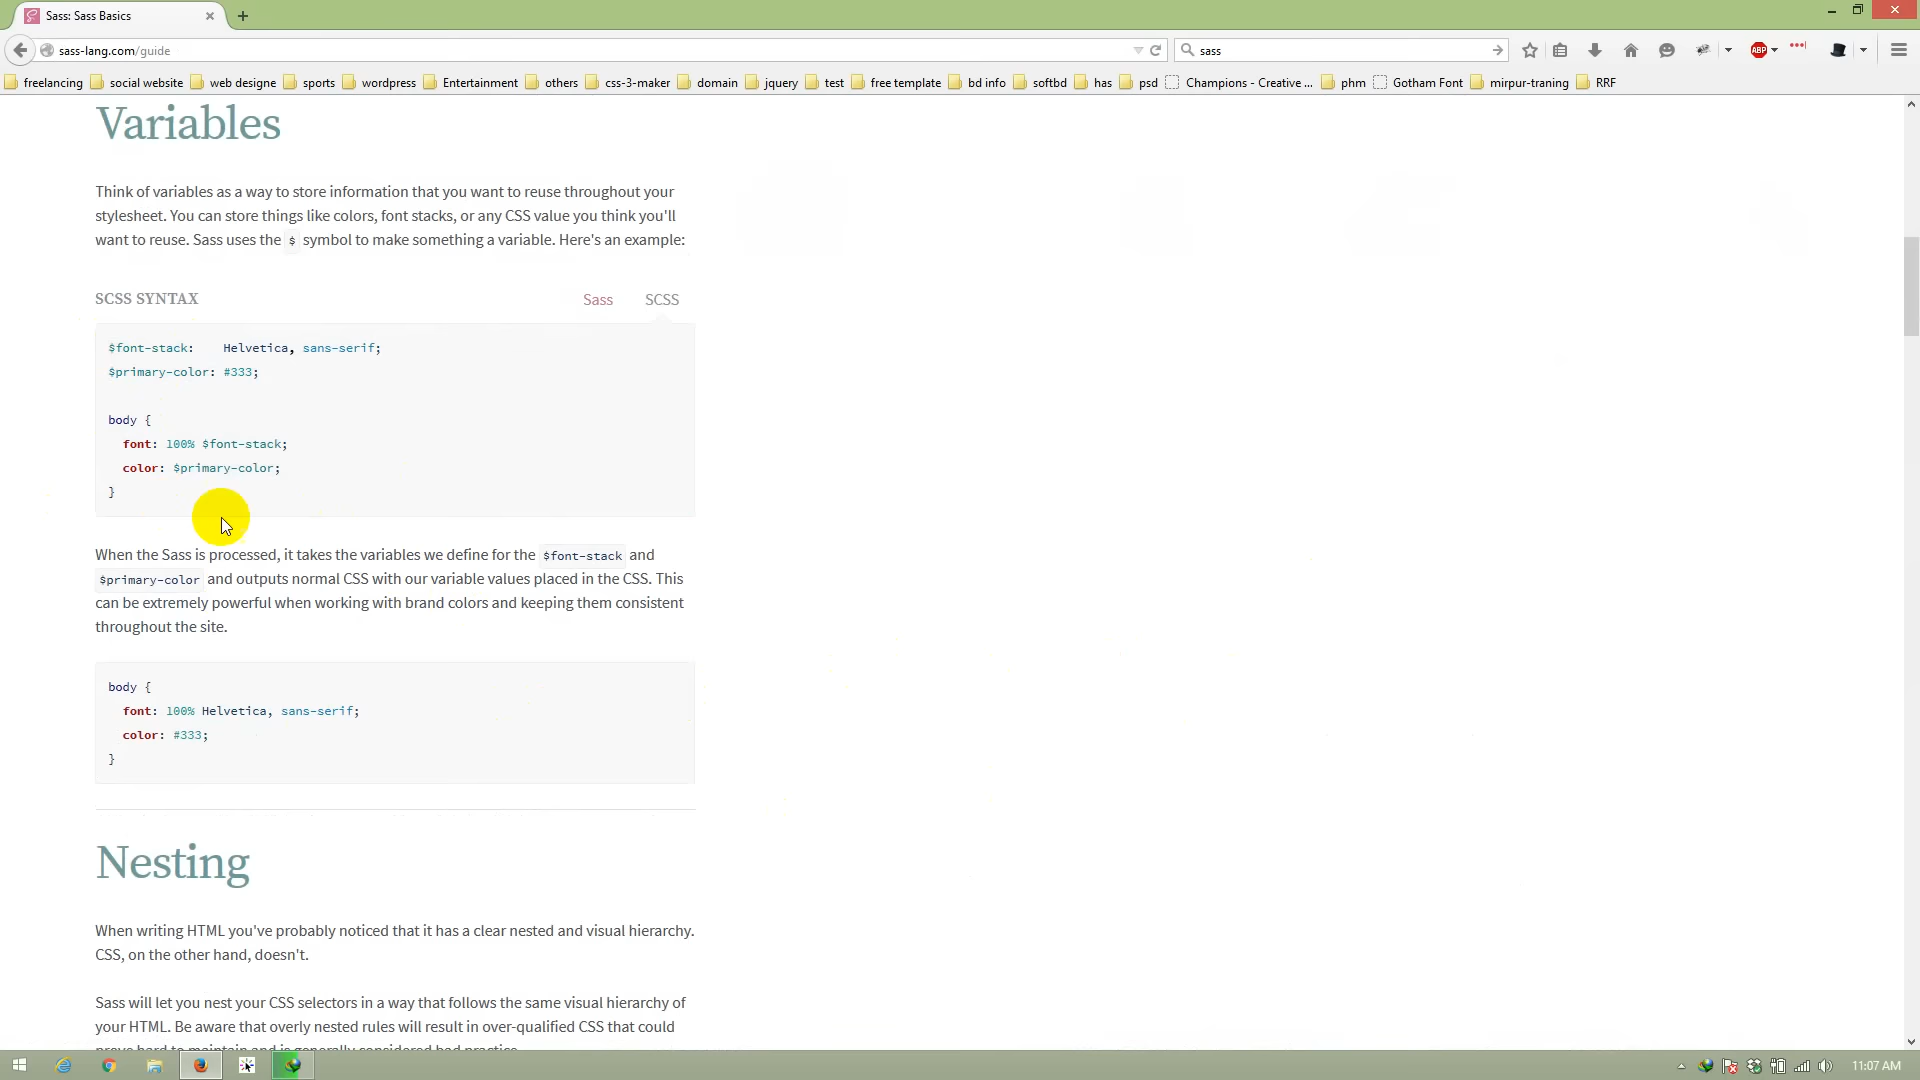 Sass: Sass Basics
sass-lang.com/guide
sass
ABP
freelancing social website web designe sports wordpress Entertainment others css-3-maker domain jquery test free template bd info softbd has psd Champions - Creative ... phm Gotham Font mirpur-traning RRF
Variables
Think of variables as a way to store information that you want to reuse throughout your
stylesheet. You can store things like colors, font stacks, or any CSS value you think you'll
want to reuse. Sass uses the $ symbol to make something a variable. Here's an example:
SCSS SYNTAX Sass SCSS
$font-stack:    Helvetica, sans-serif;
$primary-color: #333;
body {
  font: 100% $font-stack;
  color: $primary-color;
}
When the Sass is processed, it takes the variables we define for the $font-stack and
$primary-color and outputs normal CSS with our variable values placed in the CSS. This
can be extremely powerful when working with brand colors and keeping them consistent
throughout the site.
body {
  font: 100% Helvetica, sans-serif;
  color: #333;
}
Nesting
When writing HTML you've probably noticed that it has a clear nested and visual hierarchy.
CSS, on the other hand, doesn't.
Sass will let you nest your CSS selectors in a way that follows the same visual hierarchy of
your HTML. Be aware that overly nested rules will result in over-qualified CSS that could
prove hard to maintain and is generally considered bad practice.
11:07 AM